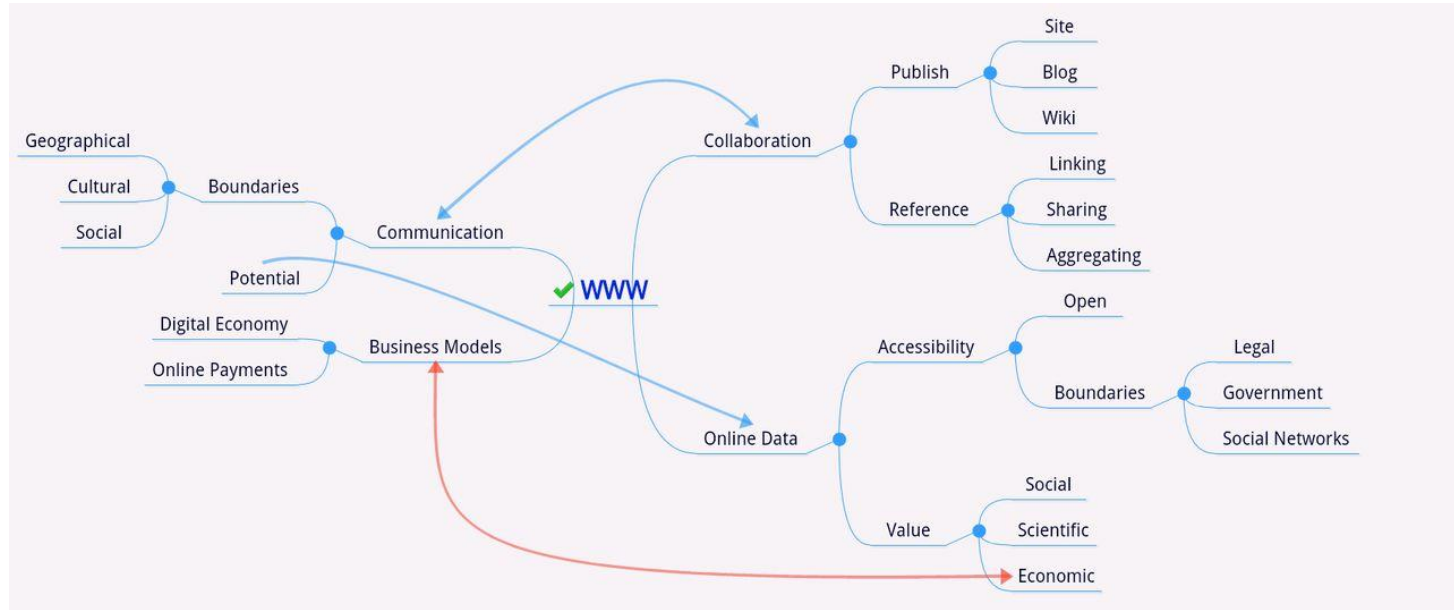 WWW
Communication
Boundaries
Geographical
Cultural
Social
Potential
Business Models
Digital Economy
Online Payments
Collaboration
Publish
Site
Blog
Wiki
Reference
Linking
Sharing
Aggregating
Online Data
Accessibility
Open
Boundaries
Legal
Government
Social Networks
Value
Social
Scientific
Economic